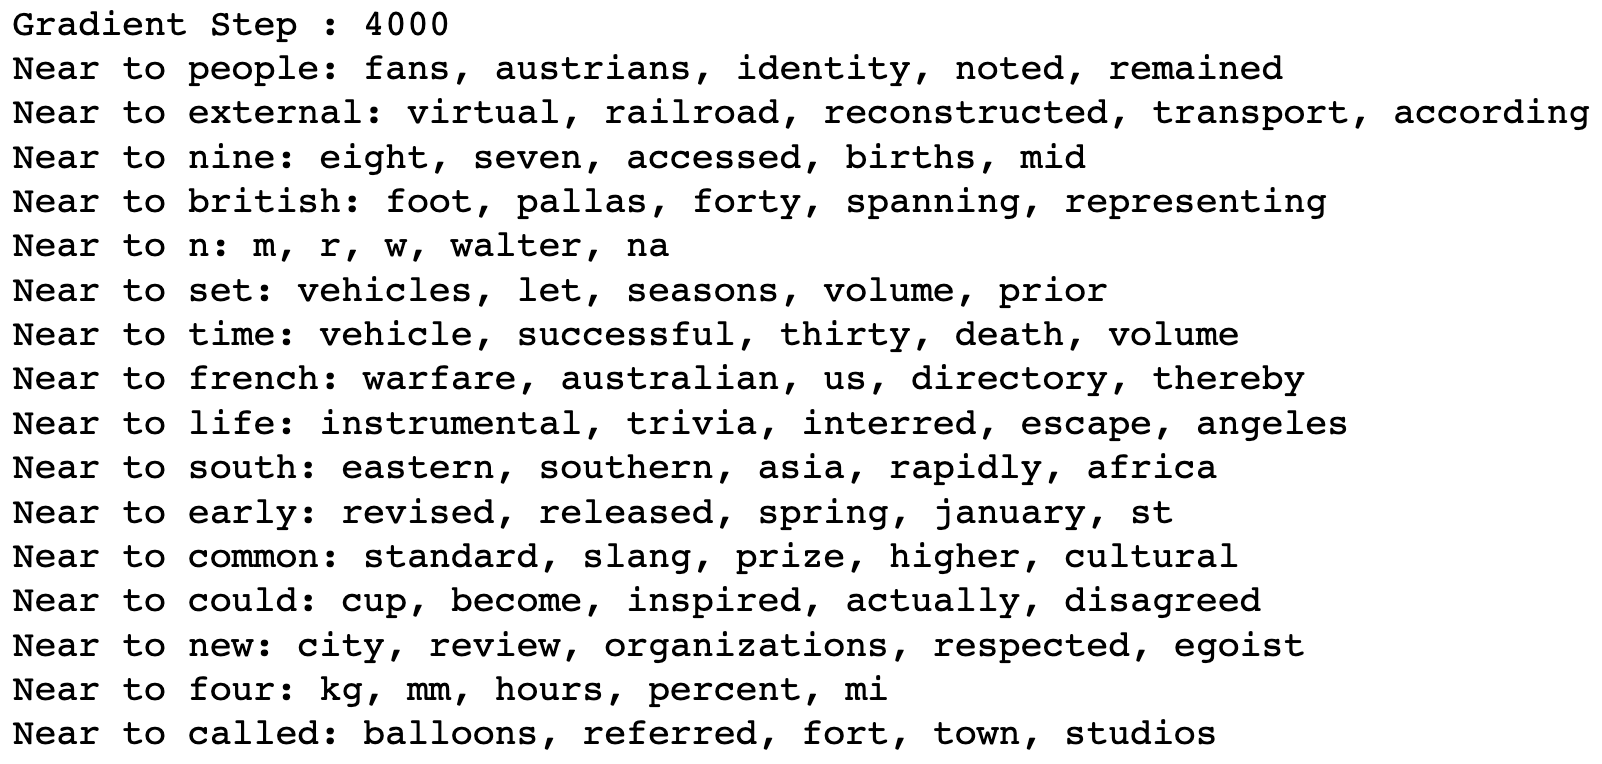 Gradient Step : 4000
Near to people: fans, austrians, identity, noted, remained
Near to external: virtual, railroad, reconstructed, transport, according
Near to nine: eight, seven, accessed, births, mid
Near to british: foot, pallas, forty, spanning, representing
Near to n: m, r, w, walter, na
Near to set: vehicles, let, seasons, volume, prior
Near to time: vehicle, successful, thirty, death, volume
Near to french: warfare, australian, us, directory, thereby
Near to life: instrumental, trivia, interred, escape, angeles
Near to south: eastern, southern, asia, rapidly, africa
Near to early: revised, released, spring, january, st
Near to common: standard, slang, prize, higher, cultural
Near to could: cup, become, inspired, actually, disagreed
Near to new: city, review, organizations, respected, egoist
Near to four: kg, mm, hours, percent, mi
Near to called: balloons, referred, fort, town, studios